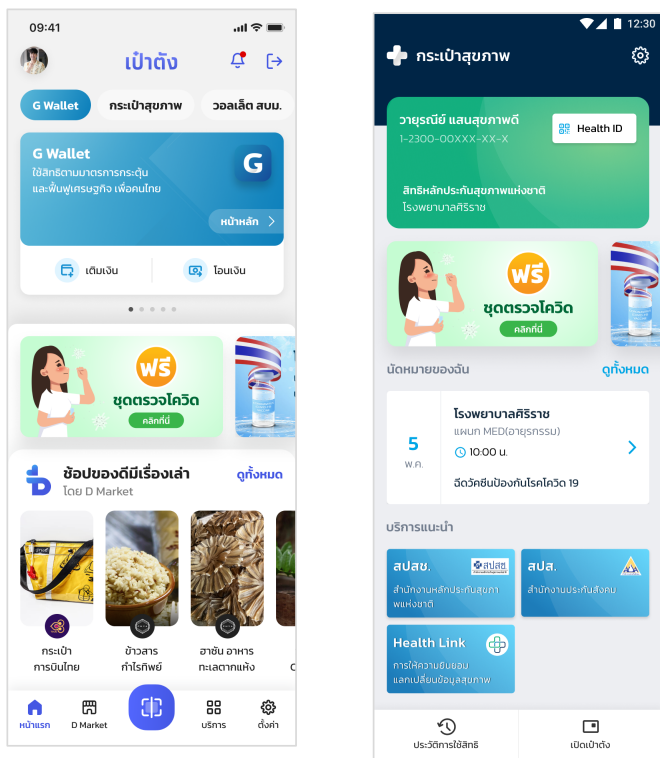 09:41
เป๋าตัง
G Wallet
กระเป๋าสุขภาพ
วอลเล็ต สบม.
G Wallet
ใช้สิทธิตามมาตรการกระตุ้น
และฟื้นฟูเศรษฐกิจ เพื่อคนไทย
G
หน้าหลัก
เติมเงิน
โอนเงิน
ฟรี
ชุดตรวจโควิด
คลิกที่นี่
ช้อปของดีมีเรื่องเล่า
ดูทั้งหมด
โดย D Market
กระเป๋า
การบินไทย
ข้าวสาร
กำไรทิพย์
ฮาซัน อาหาร
ทะเลตากแห้ง
หน้าแรก
D Market
บริการ
ตั้งค่า
12:30
กระเป๋าสุขภาพ
วายุรณีย์ แสนสุขภาพดี
1-2300-00XXX-XX-X
Health ID
สิทธิหลักประกันสุขภาพแห่งชาติ
โรงพยาบาลศิริราช
ฟรี
ชุดตรวจโควิด
คลิกที่นี่
นัดหมายของฉัน
ดูทั้งหมด
5
พ.ค.
โรงพยาบาลศิริราช
แผนก MED(อายุรกรรม)
10:00 น.
ฉีดวัคซีนป้องกันโรคโควิด 19
บริการแนะนำ
สปสช.
สปสช
สำนักงานหลักประกันสุขภา
พแห่งชาติ
สปส.
สำนักงานประกันสังคม
Health Link
การให้ความยินยอม
แลกเปลี่ยนข้อมูลสุขภาพ
ประวัติการใช้สิทธิ
เปิดเป๋าตัง